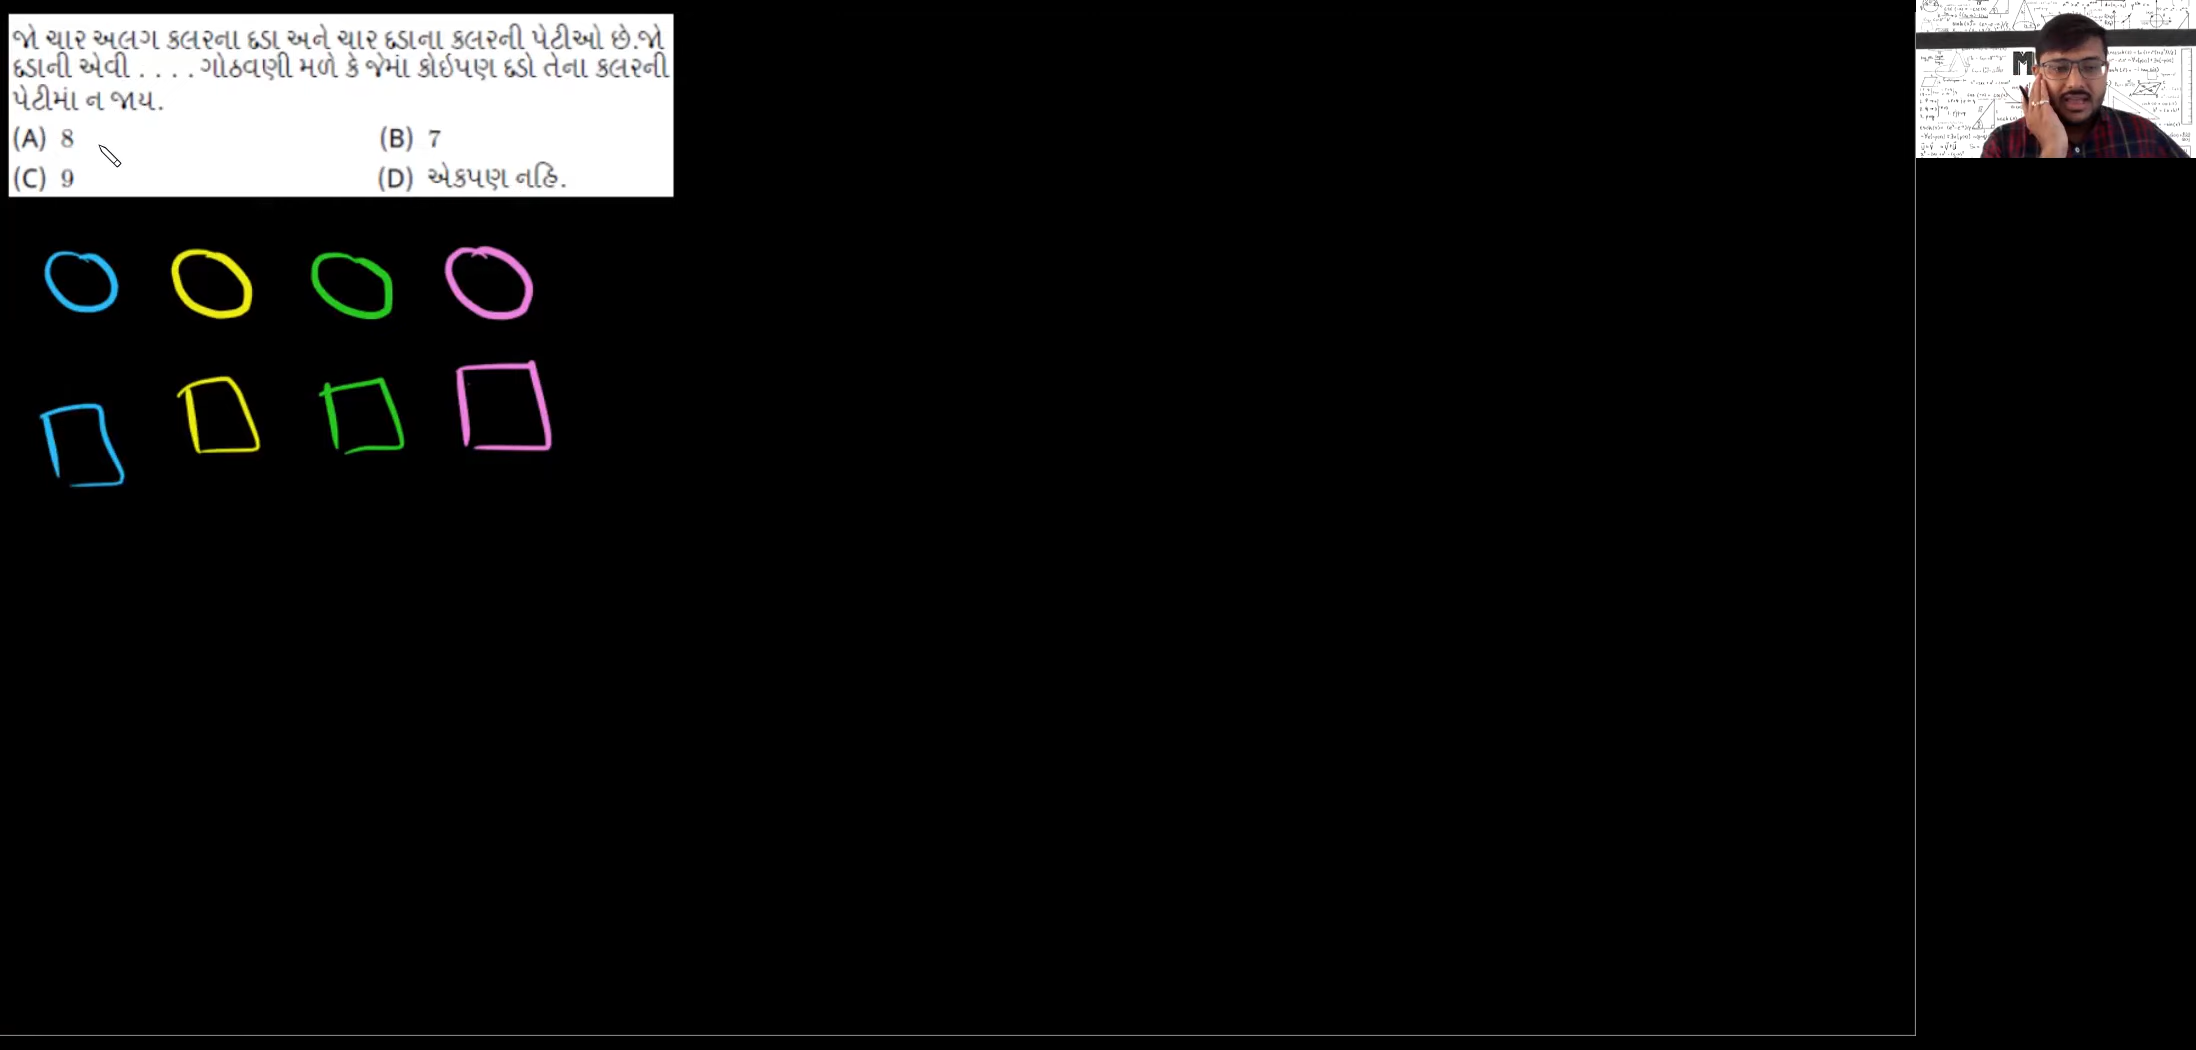 જો ચાર અલગ કલરના દડા અને ચાર દડાના કલરની પેટીઓ છે.જો
દડાની એવી . . . . ગોઠવણી મળે કે જેમાં કોઈપણ દડો તેના કલરની
પેટીમાં ન જાય.
(A) 8 (B) 7
(C) 9 (D) એકપણ નહિ.
M